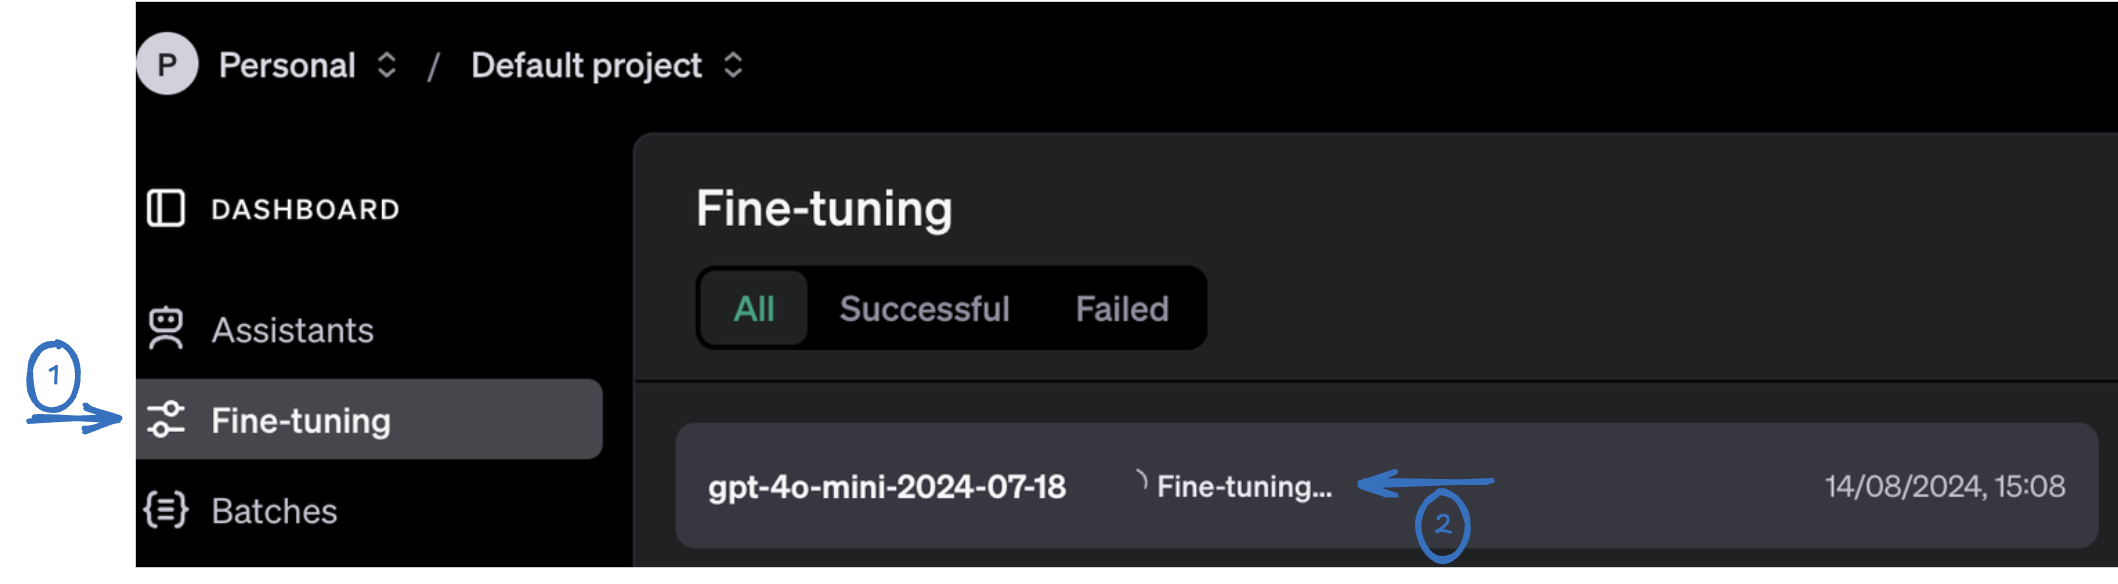 P Personal / Default project
DASHBOARD
Assistants
1
Fine-tuning
Batches
Fine-tuning
All Successful Failed
gpt-4o-mini-2024-07-18 Fine-tuning... 14/08/2024, 15:08
2